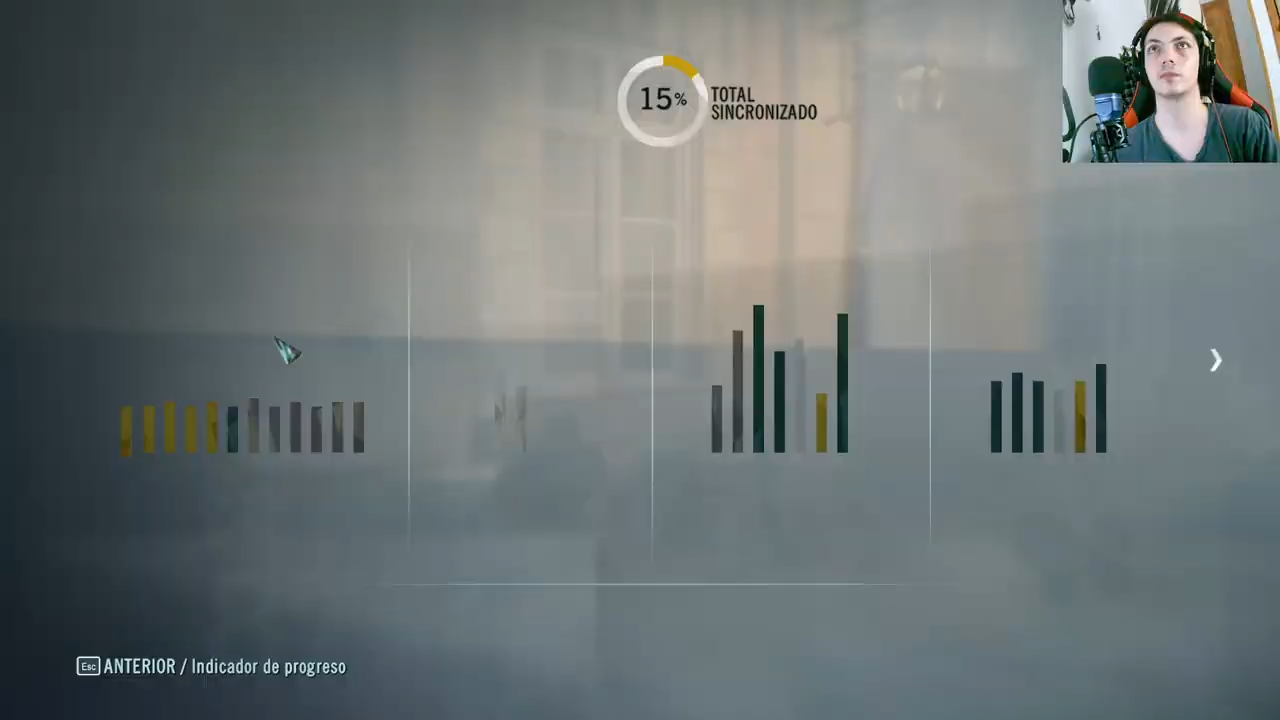 15%
TOTAL
SINCRONIZADO
Esc ANTERIOR / Indicador de progreso